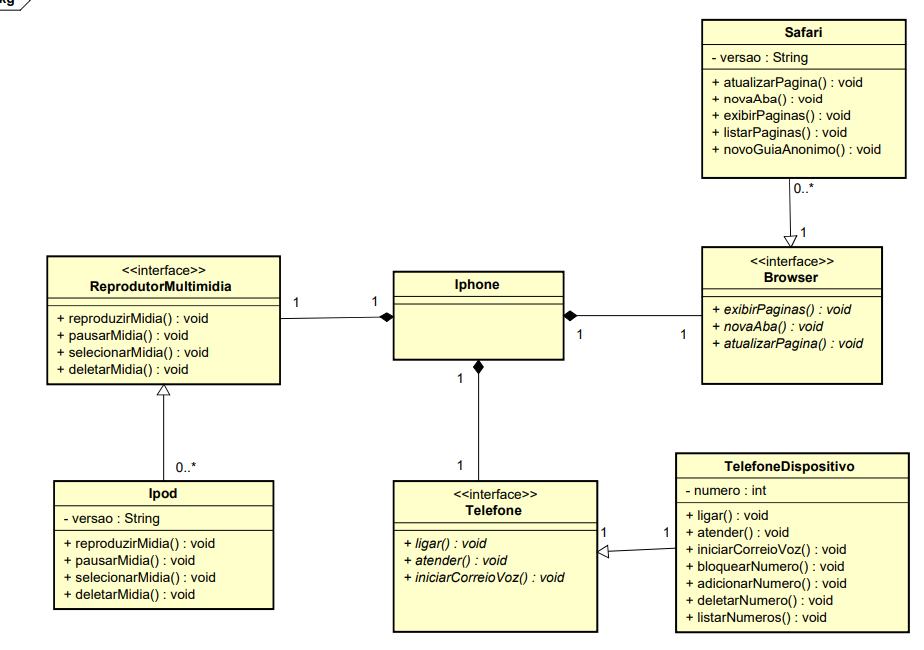 kg
Safari
- versao : String
+ atualizarPagina() : void
+ novaAba() : void
+ exibirPaginas() : void
+ listarPaginas() : void
+ novoGuiaAnonimo() : void
0..*
1
<<interface>>
Browser
+ exibirPaginas() : void
+ novaAba() : void
+ atualizarPagina() : void
<<interface>>
ReprodutorMultimidia
+ reproduzirMidia() : void
+ pausarMidia() : void
+ selecionarMidia() : void
+ deletarMidia() : void
1
1
Iphone
1
1
1
1
0..*
Ipod
- versao : String
+ reproduzirMidia() : void
+ pausarMidia() : void
+ selecionarMidia() : void
+ deletarMidia() : void
<<interface>>
Telefone
+ ligar() : void
+ atender() : void
+ iniciarCorreioVoz() : void
1
1
TelefoneDispositivo
- numero : int
+ ligar() : void
+ atender() : void
+ iniciarCorreioVoz() : void
+ bloquearNumero() : void
+ adicionarNumero() : void
+ deletarNumero() : void
+ listarNumeros() : void